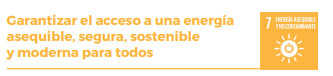 Garantizar el acceso a una energía
asequible, segura, sostenible
y moderna para todos
7 ENERGÍA ASEQUIBLE
Y NO CONTAMINANTE